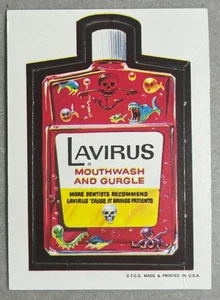 LAVIRUS
MOUTHWASH
AND GURGLE
MORE DENTISTS RECOMMEND
LAVIRUS 'CAUSE IT BRINGS PATIENTS
© T.C.G. MADE & PRINTED IN U.S.A.